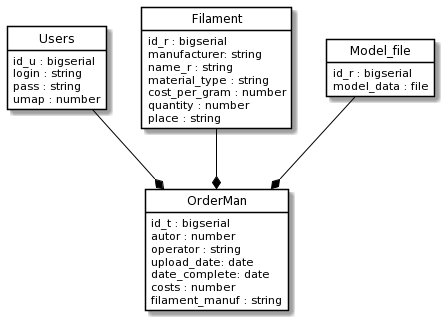 Users
id_u : bigserial
login : string
pass : string
umap : number
Filament
id_r : bigserial
manufacturer: string
name_r : string
material_type : string
cost_per_gram : number
quantity : number
place : string
Model_file
id_r : bigserial
model_data : file
OrderMan
id_t : bigserial
autor : number
operator : string
upload_date: date
date_complete: date
costs : number
filament_manuf : string